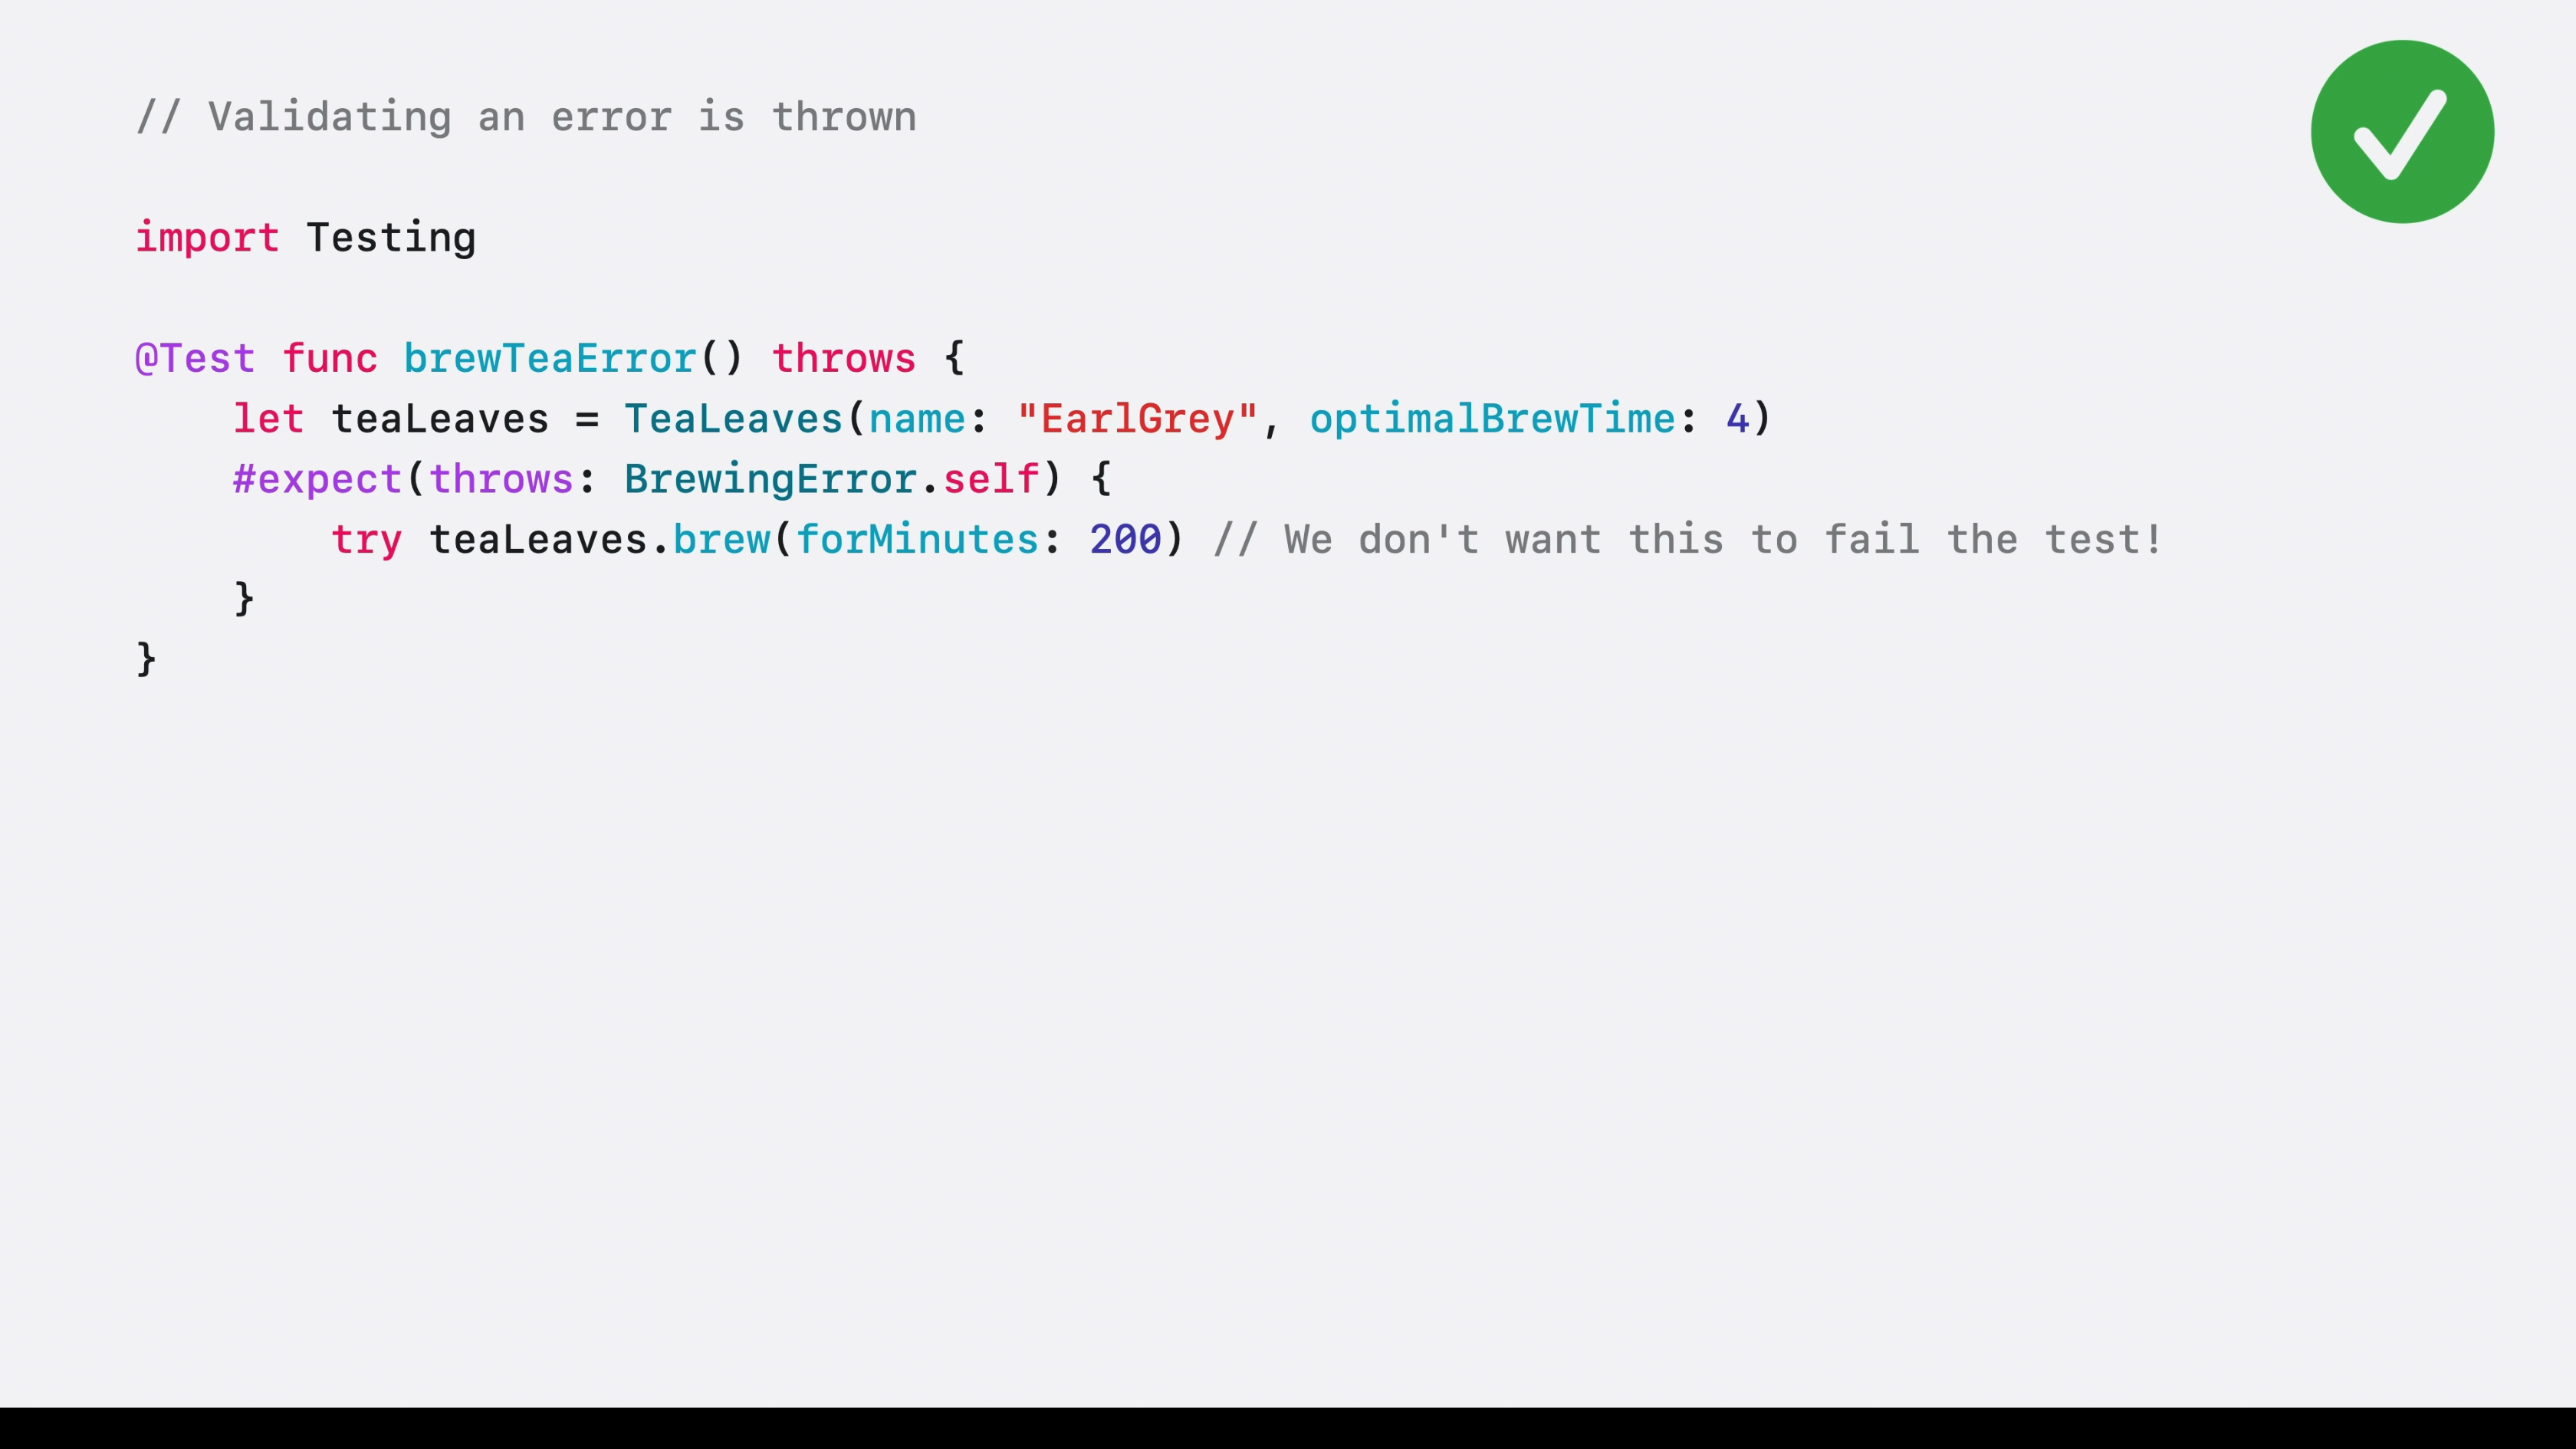 // Validating an error is thrown
import Testing
@Test func brewTeaError() throws {
    let teaLeaves = TeaLeaves(name: "EarlGrey", optimalBrewTime: 4)
    #expect(throws: BrewingError.self) {
        try teaLeaves.brew(forMinutes: 200) // We don't want this to fail the test!
    }
}